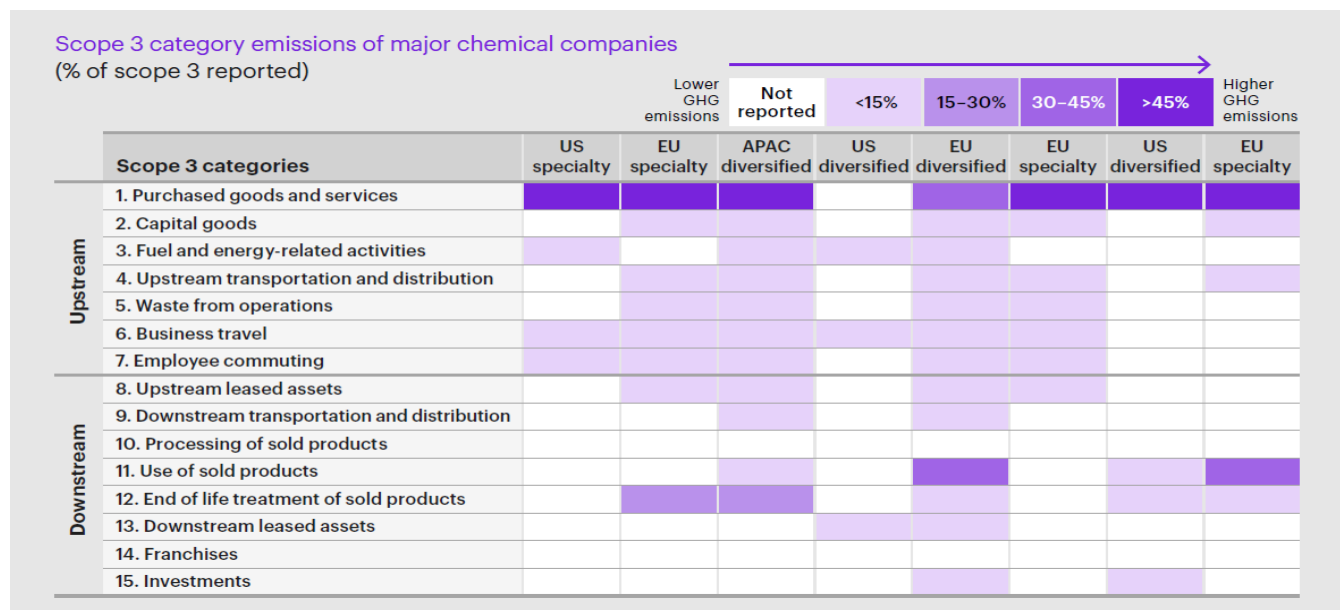 Scope 3 category emissions of major chemical companies
(% of scope 3 reported)
Lower
GHG
emissions
Not
reported
<15%
15–30%
30–45%
>45%
Higher
GHG
emissions
Scope 3 categories
US
specialty
EU
specialty
APAC
diversified
US
diversified
EU
diversified
EU
specialty
US
diversified
EU
specialty
Upstream
1. Purchased goods and services
2. Capital goods
3. Fuel and energy-related activities
4. Upstream transportation and distribution
5. Waste from operations
6. Business travel
7. Employee commuting
Downstream
8. Upstream leased assets
9. Downstream transportation and distribution
10. Processing of sold products
11. Use of sold products
12. End of life treatment of sold products
13. Downstream leased assets
14. Franchises
15. Investments